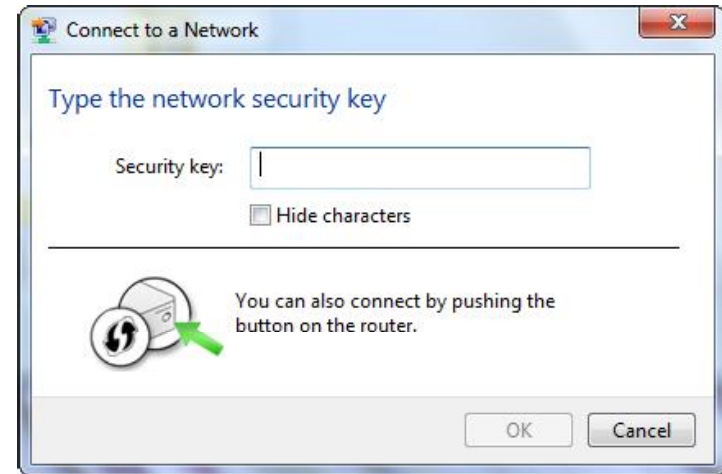 Connect to a Network
Type the network security key
Security key:
Hide characters
You can also connect by pushing the
button on the router.
OK
Cancel